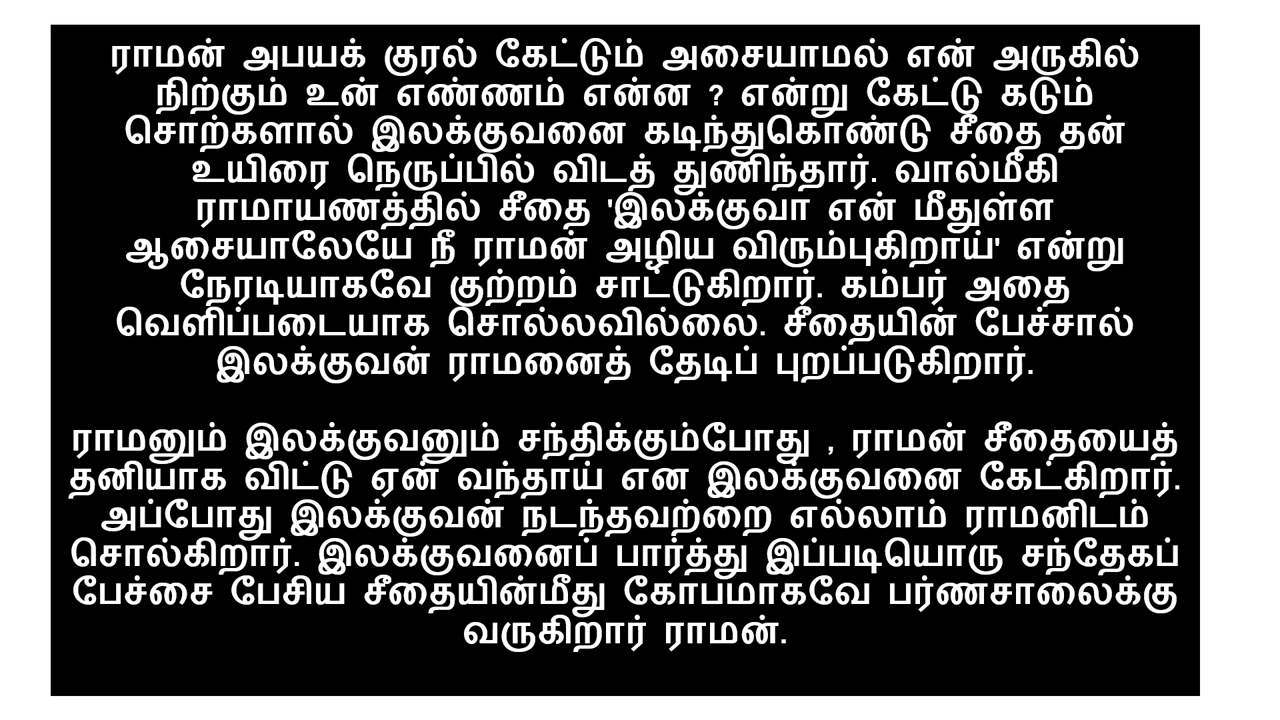 ராமன் அபயக் குரல் கேட்டும் அசையாமல் என் அருகில்
நிற்கும் உன் எண்ணம் என்ன ? என்று கேட்டு கடும்
சொற்களால் இலக்குவனை கடிந்துகொண்டு சீதை தன்
உயிரை நெருப்பில் விடத் துணிந்தார். வால்மீகி
ராமாயணத்தில் சீதை 'இலக்குவா என் மீதுள்ள
ஆசையாலேயே நீ ராமன் அழிய விரும்புகிறாய்' என்று
நேரடியாகவே குற்றம் சாட்டுகிறார். கம்பர் அதை
வெளிப்படையாக சொல்லவில்லை. சீதையின் பேச்சால்
இலக்குவன் ராமனைத் தேடிப் புறப்படுகிறார்.
ராமனும் இலக்குவனும் சந்திக்கும்போது , ராமன் சீதையைத்
தனியாக விட்டு ஏன் வந்தாய் என இலக்குவனை கேட்கிறார்.
அப்போது இலக்குவன் நடந்தவற்றை எல்லாம் ராமனிடம்
சொல்கிறார். இலக்குவனைப் பார்த்து இப்படியொரு சந்தேகப்
பேச்சை பேசிய சீதையின்மீது கோபமாகவே பர்ணசாலைக்கு
வருகிறார் ராமன்.